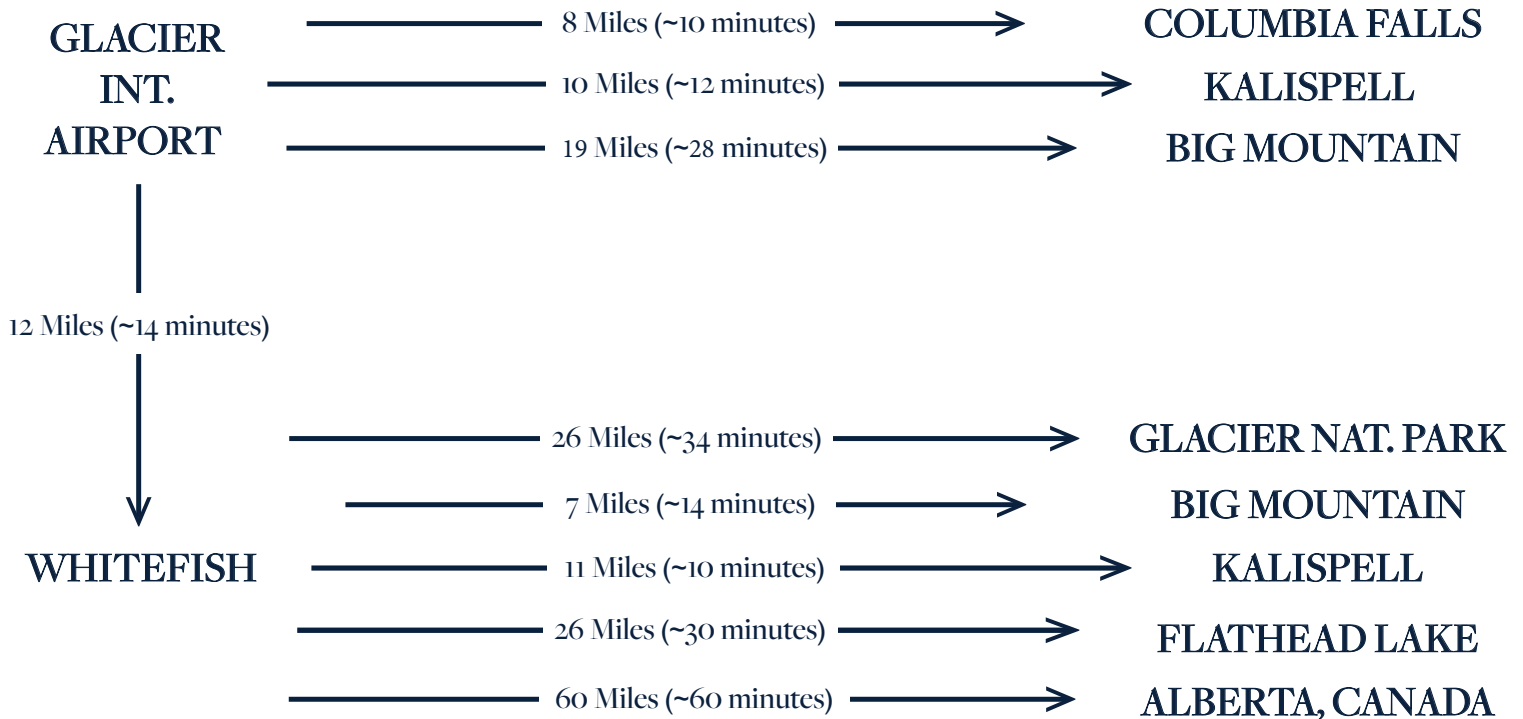 GLACIER
INT.
AIRPORT
8 Miles (~10 minutes)
COLUMBIA FALLS
10 Miles (~12 minutes)
KALISPELL
19 Miles (~28 minutes)
BIG MOUNTAIN
12 Miles (~14 minutes)
WHITEFISH
26 Miles (~34 minutes)
GLACIER NAT. PARK
7 Miles (~14 minutes)
BIG MOUNTAIN
11 Miles (~10 minutes)
KALISPELL
26 Miles (~30 minutes)
FLATHEAD LAKE
60 Miles (~60 minutes)
ALBERTA, CANADA